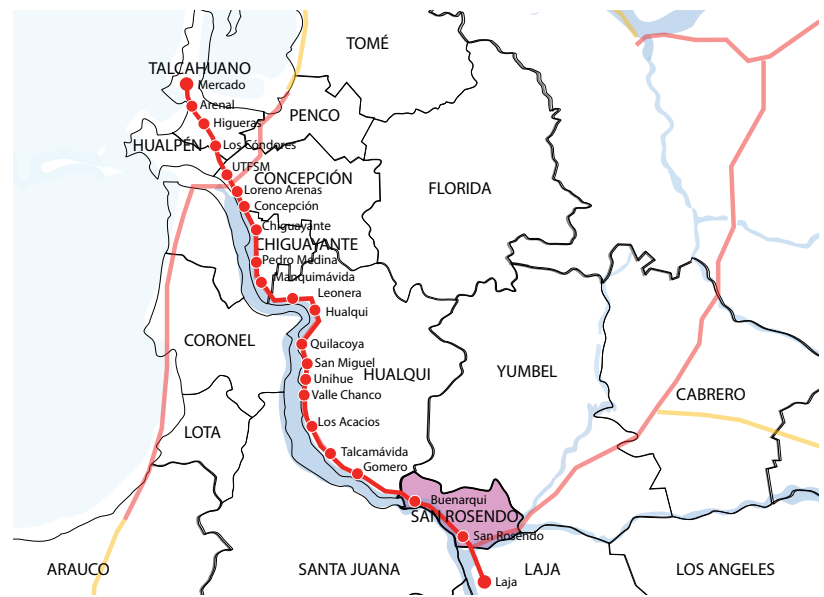 TOMÉ
TALCAHUANO
Mercado
Arenal
PENCO
Higueras
HUALPÉN
Los Cóndores
UTFSM
CONCEPCIÓN
FLORIDA
Loreno Arenas
Concepción
Chiguayante
CHIGUAYANTE
Pedro Medina
Manquimávida
Leonera
Hualqui
CORONEL
Quilacoya
San Miguel
HUALQUI
YUMBEL
Unihue
Valle Chanco
CABRERO
LOTA
Los Acacios
Talcamávida
Gomero
Buenarqui
SAN ROSENDO
San Rosendo
ARAUCO
SANTA JUANA
LAJA
LOS ANGELES
Laja